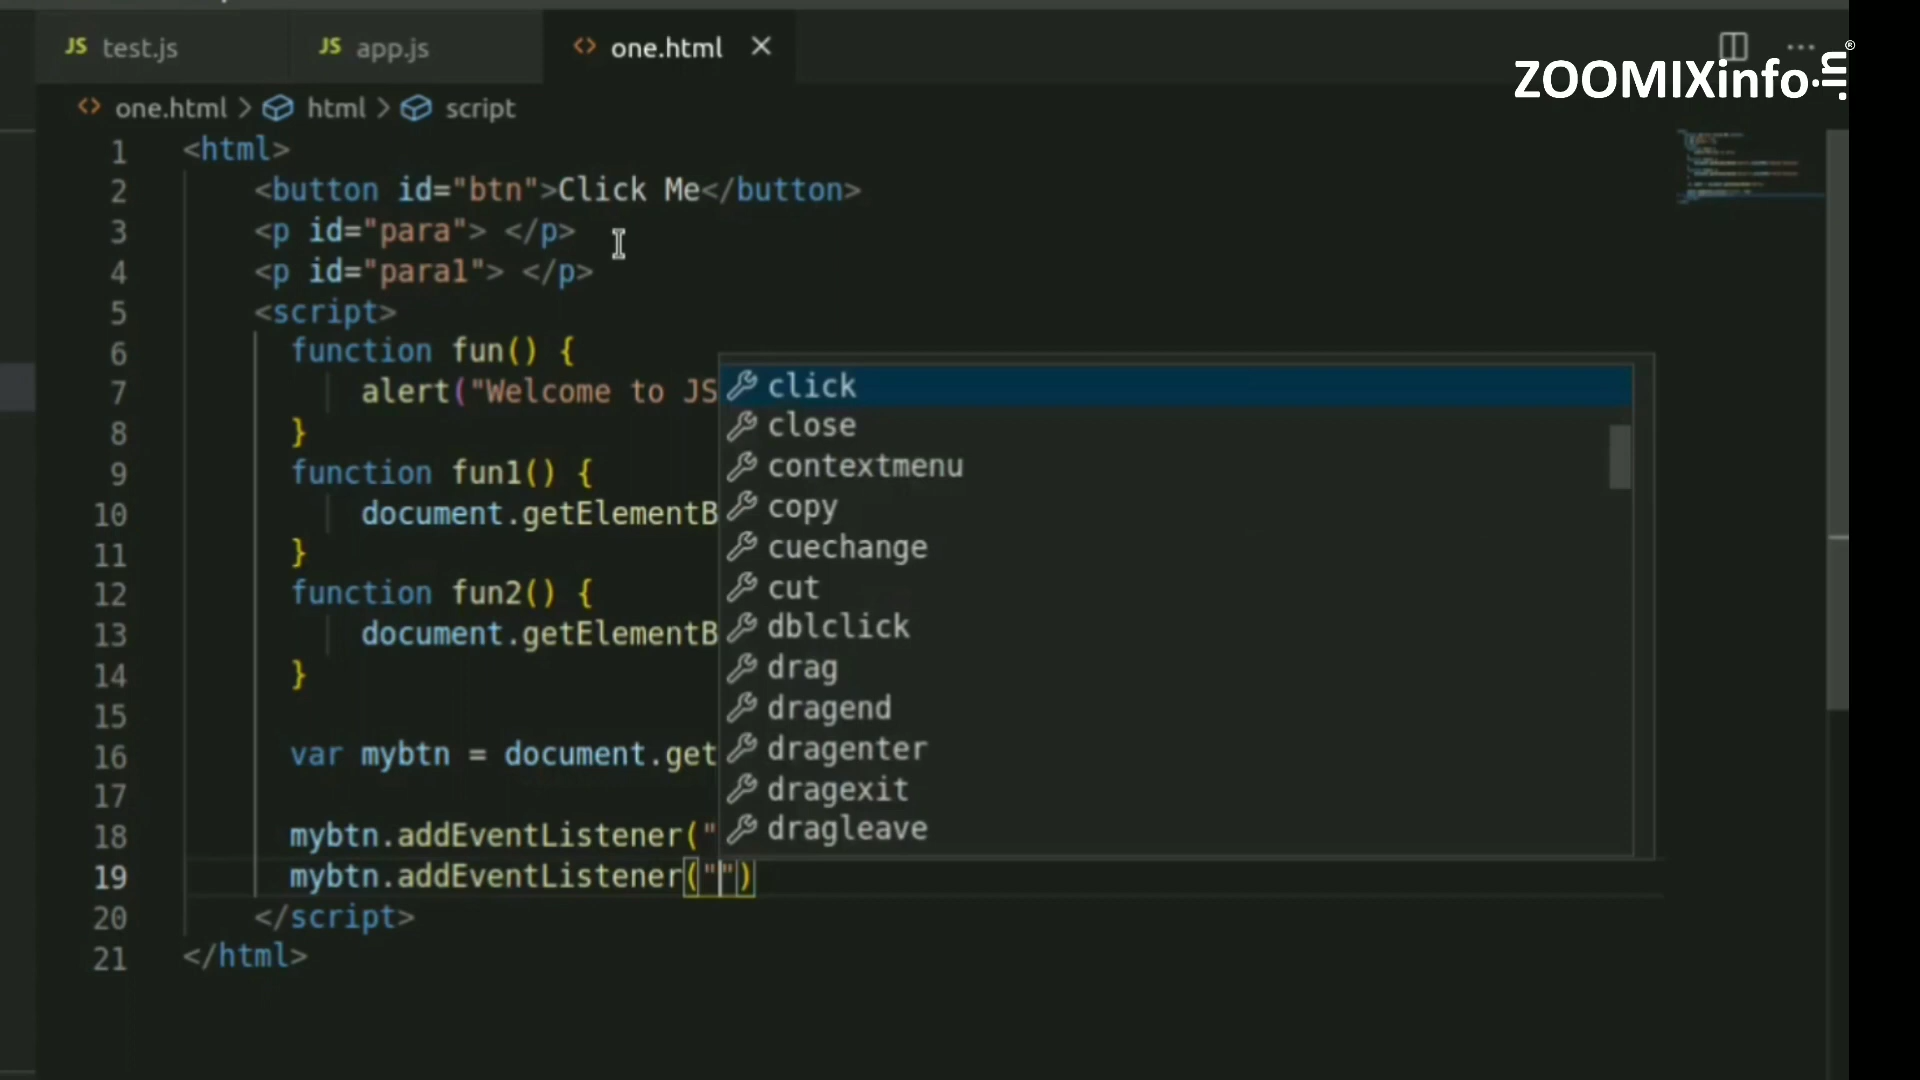 JS test.js JS app.js <> one.html ×
ZOOMIXinfo.in®
<> one.html > html > script
1 <html>
2 <button id="btn">Click Me</button>
3 <p id="para"> </p>
4 <p id="para1"> </p>
5 <script>
6 function fun() {
7 alert("Welcome to JS
8 }
9 function fun1() {
10 document.getElementB
11 }
12 function fun2() {
13 document.getElementB
14 }
15
16 var mybtn = document.get
17
18 mybtn.addEventListener("
19 mybtn.addEventListener("")
20 </script>
21 </html>
click
close
contextmenu
copy
cuechange
cut
dblclick
drag
dragend
dragenter
dragexit
dragleave